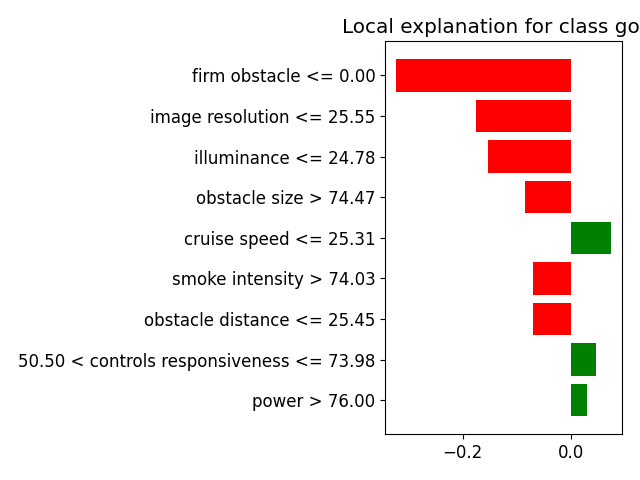 Local explanation for class go
firm obstacle <= 0.00
image resolution <= 25.55
illuminance <= 24.78
obstacle size > 74.47
cruise speed <= 25.31
smoke intensity > 74.03
obstacle distance <= 25.45
50.50 < controls responsiveness <= 73.98
power > 76.00
−0.2 0.0